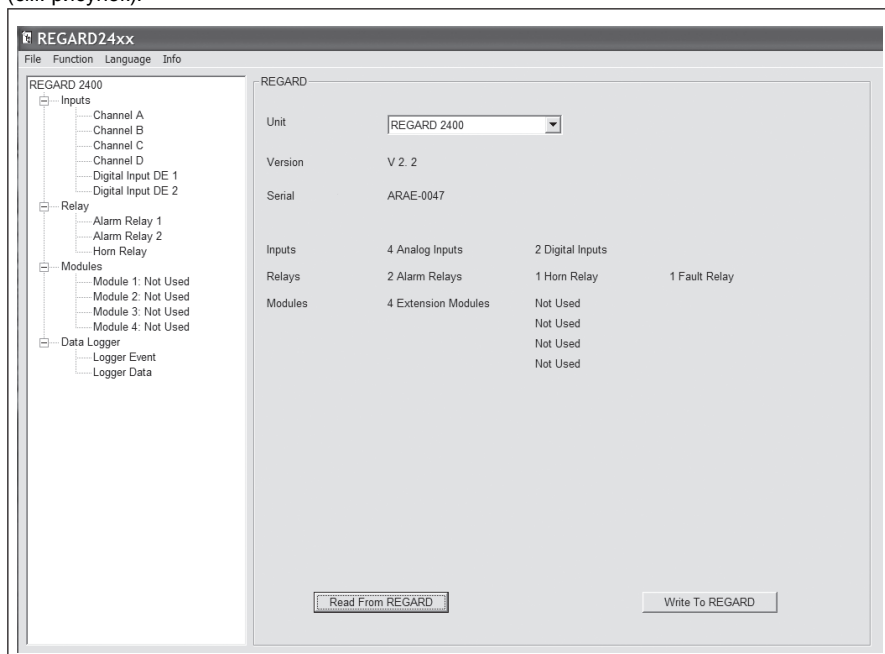 (см. рисунок).
REGARD24xx
File Function Language Info
REGARD 2400
Inputs
Channel A
Channel B
Channel C
Channel D
Digital Input DE 1
Digital Input DE 2
Relay
Alarm Relay 1
Alarm Relay 2
Horn Relay
Modules
Module 1: Not Used
Module 2: Not Used
Module 3: Not Used
Module 4: Not Used
Data Logger
Logger Event
Logger Data
REGARD
Unit REGARD 2400
Version V 2. 2
Serial ARAE-0047
Inputs 4 Analog Inputs 2 Digital Inputs
Relays 2 Alarm Relays 1 Horn Relay 1 Fault Relay
Modules 4 Extension Modules Not Used
Not Used
Not Used
Not Used
Read From REGARD Write To REGARD